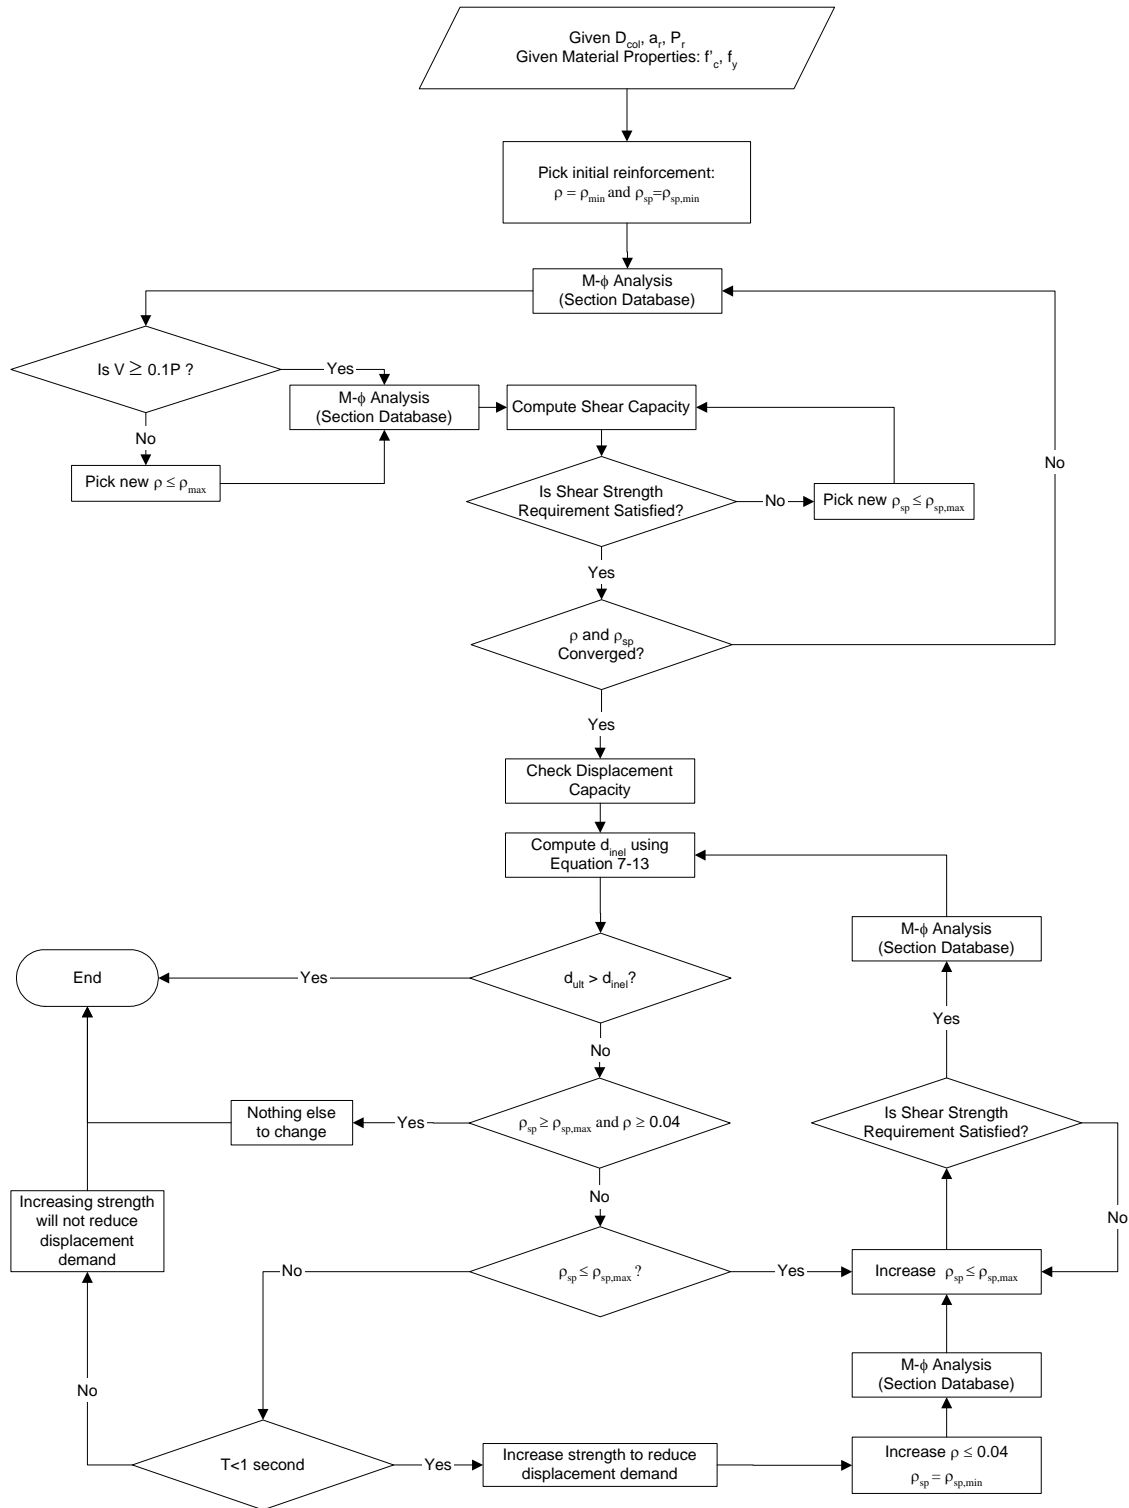 Given D_col, a_r, P_r
Given Material Properties: f'_c, f_y
Pick initial reinforcement:
ρ = ρ_min and ρ_sp=ρ_sp,min
M-ϕ Analysis
(Section Database)
Is V ≥ 0.1P ?
Yes
M-ϕ Analysis
(Section Database)
Compute Shear Capacity
No
Pick new ρ ≤ ρ_max
Is Shear Strength
Requirement Satisfied?
No
Pick new ρ_sp ≤ ρ_sp,max
No
Yes
ρ and ρ_sp
Converged?
Yes
Check Displacement
Capacity
Compute d_inel using
Equation 7-13
M-ϕ Analysis
(Section Database)
End
Yes
d_ult > d_inel?
Yes
No
Nothing else
to change
Yes
ρ_sp ≥ ρ_sp,max and ρ ≥ 0.04
Is Shear Strength
Requirement Satisfied?
Increasing strength
will not reduce
displacement
demand
No
No
No
ρ_sp ≤ ρ_sp,max ?
Yes
Increase ρ_sp ≤ ρ_sp,max
M-ϕ Analysis
(Section Database)
No
T<1 second
Yes
Increase strength to reduce
displacement demand
Increase ρ ≤ 0.04
ρ_sp = ρ_sp,min